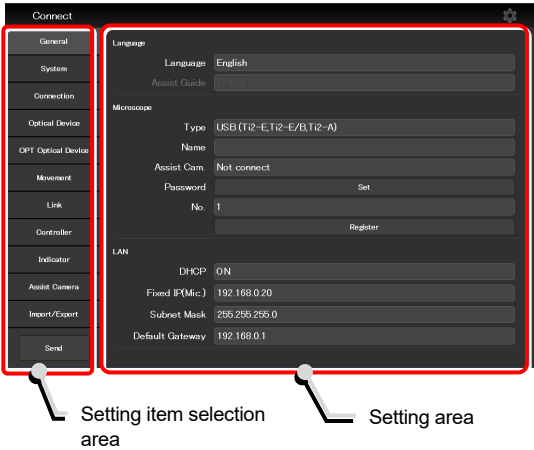 Connect
General
System
Connection
Optical Device
OPT Optical Device
Movement
Link
Controller
Indicator
Assist Camera
Import/Export
Send
Language
Language English
Assist Guide
Microscope
Type USB (Ti2-E,Ti2-E/B,Ti2-A)
Name
Assist Cam. Not connect
Password Set
No. 1
Register
LAN
DHCP ON
Fixed IP(Mic.) 192.168.0.20
Subnet Mask 255.255.255.0
Default Gateway 192.168.0.1
Setting item selection
area
Setting area